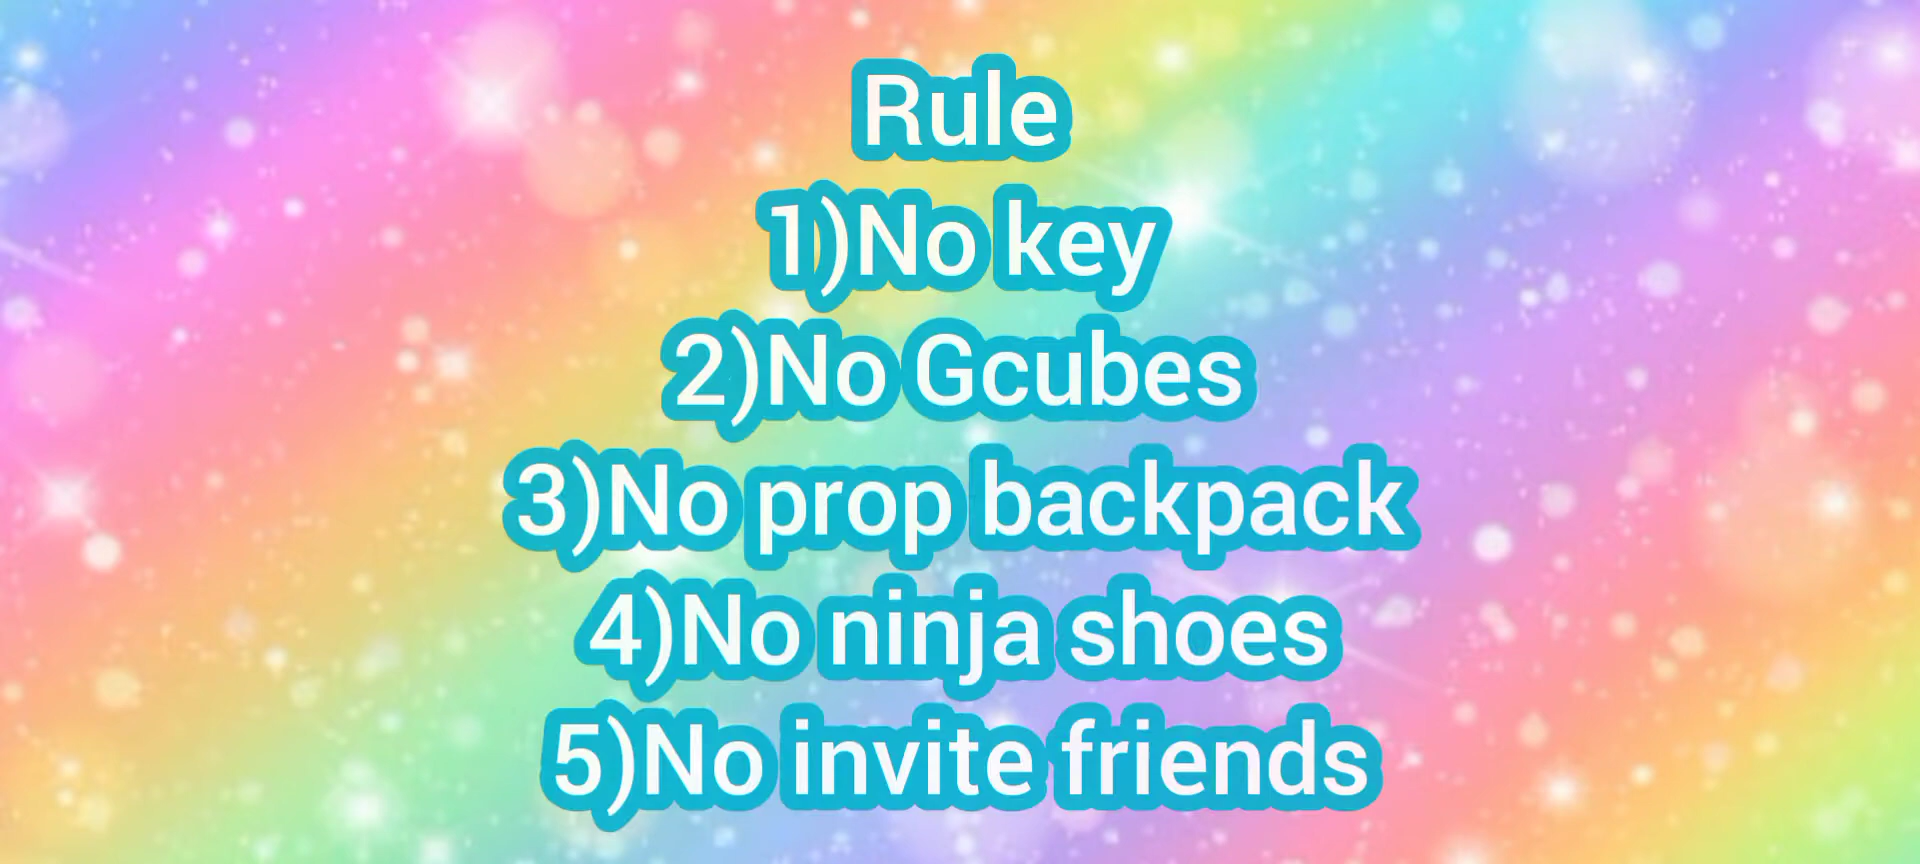 Rule
1)No key
2)No Gcubes
3)No prop backpack
4)No ninja shoes
5)No invite friends